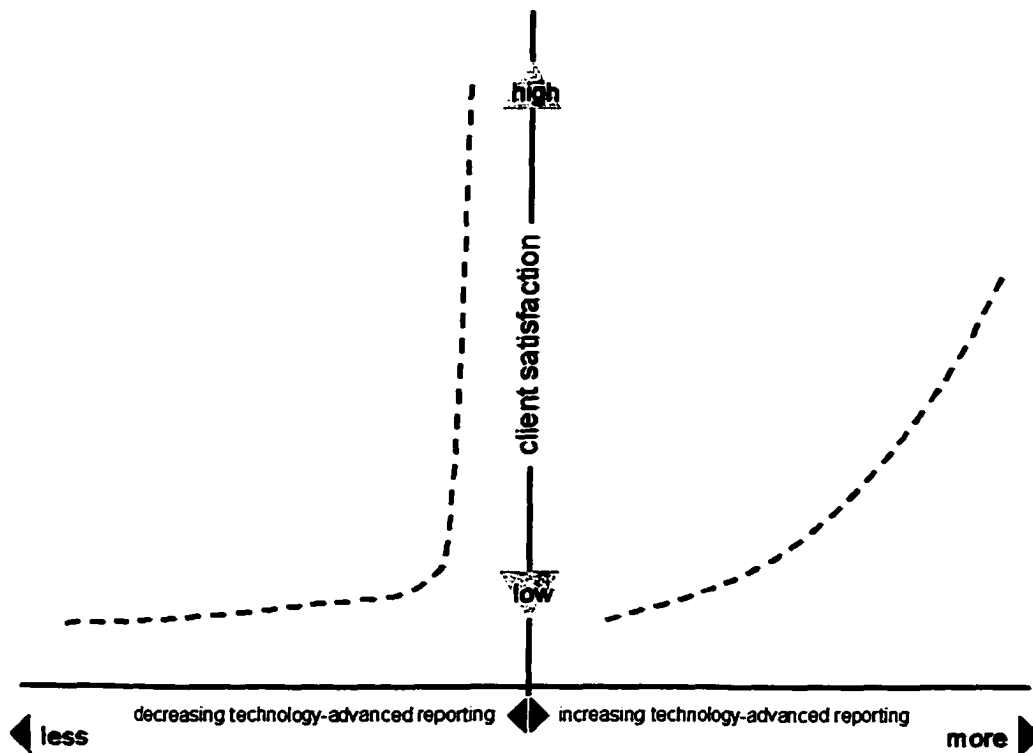 high
client satisfaction
low
decreasing technology-advanced reporting
increasing technology-advanced reporting
less
more